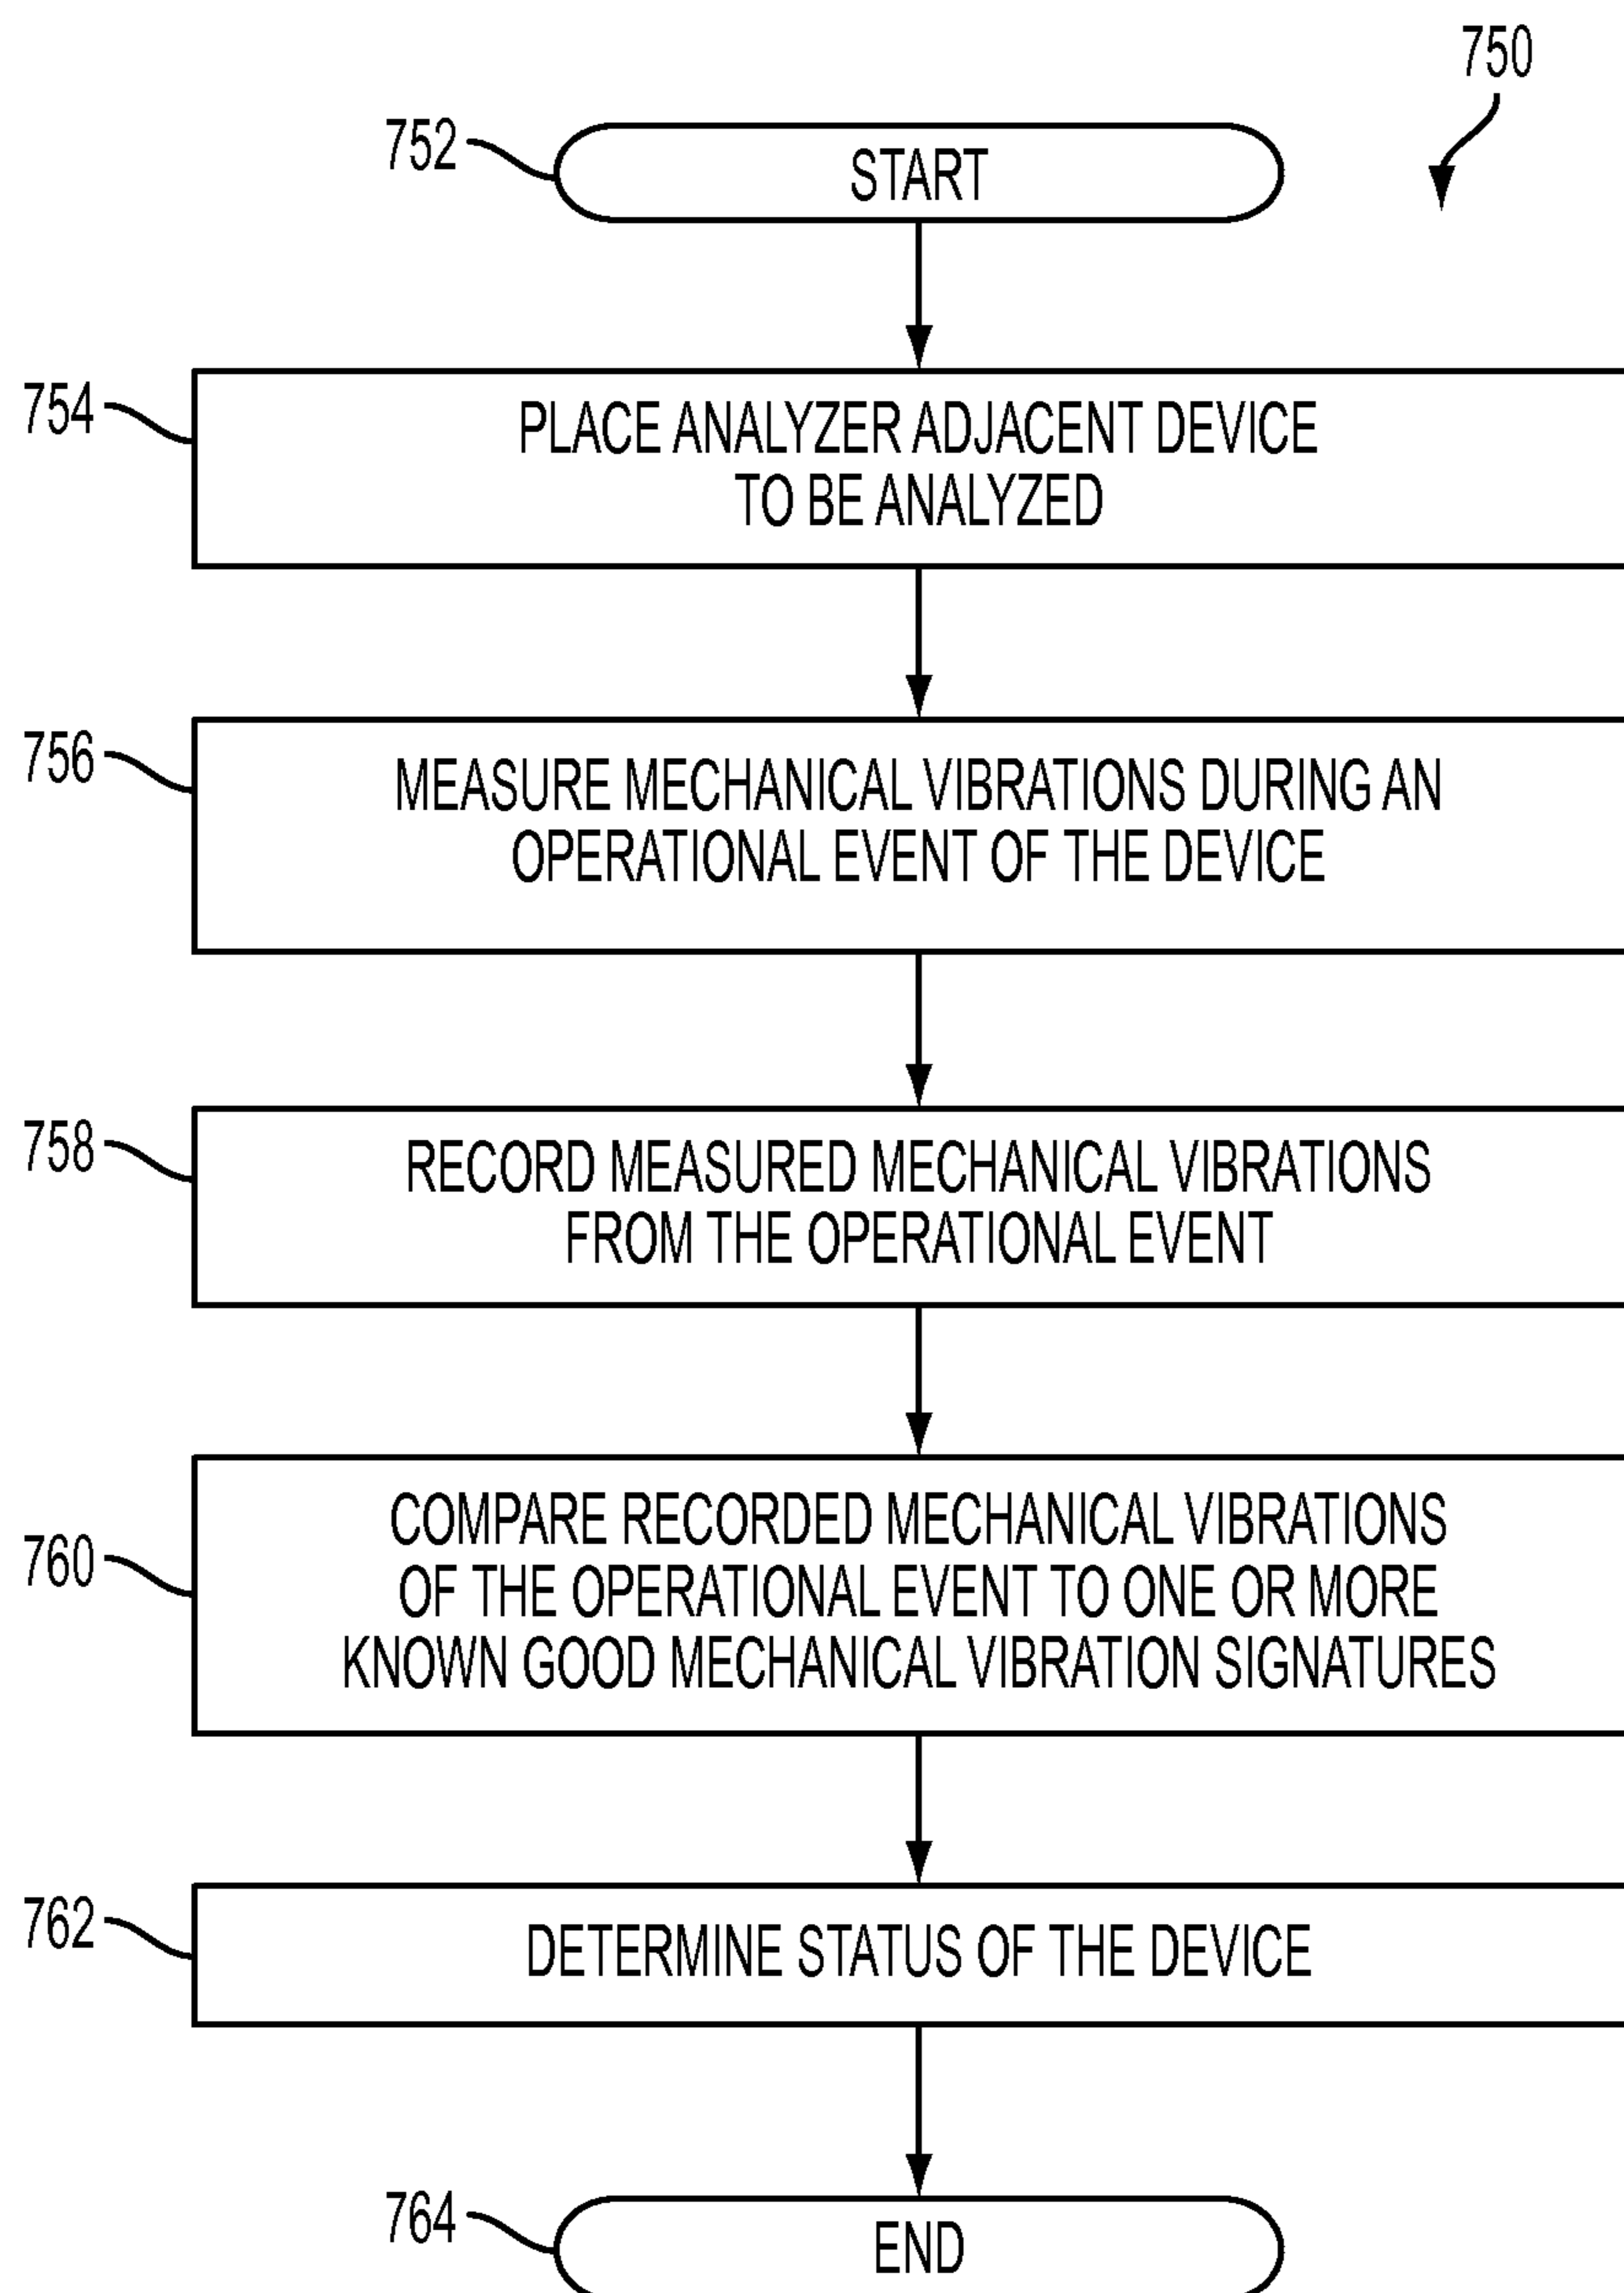 750
752
START
754
PLACE ANALYZER ADJACENT DEVICE
TO BE ANALYZED
756
MEASURE MECHANICAL VIBRATIONS DURING AN
OPERATIONAL EVENT OF THE DEVICE
758
RECORD MEASURED MECHANICAL VIBRATIONS
FROM THE OPERATIONAL EVENT
760
COMPARE RECORDED MECHANICAL VIBRATIONS
OF THE OPERATIONAL EVENT TO ONE OR MORE
KNOWN GOOD MECHANICAL VIBRATION SIGNATURES
762
DETERMINE STATUS OF THE DEVICE
764
END